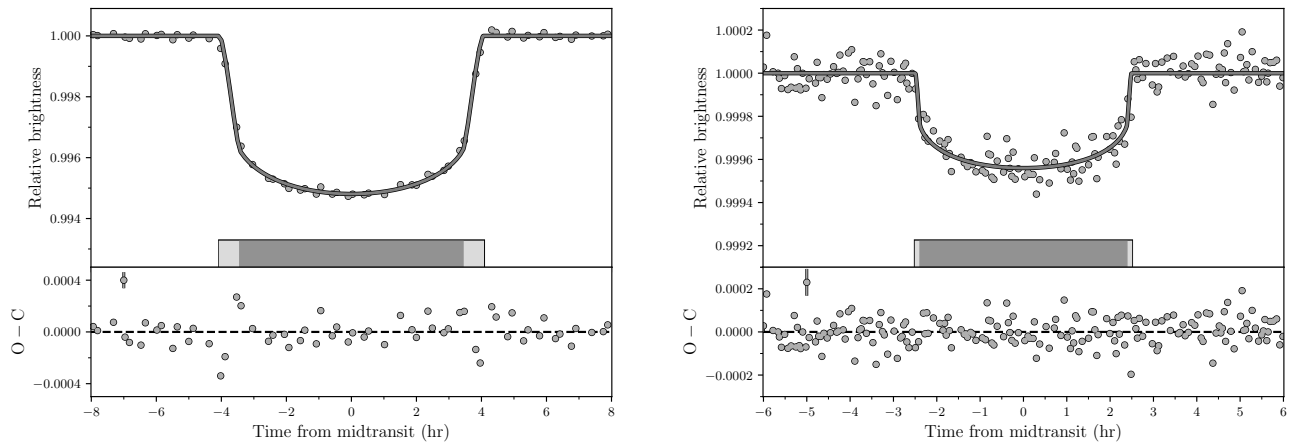 1.000
0.998
0.996
0.994
Relative brightness
0.0004
0.0000
−0.0004
O − C
−8 −6 −4 −2 0 2 4 6 8
Time from midtransit (hr)
1.0002
1.0000
0.9998
0.9996
0.9994
0.9992
Relative brightness
0.0002
0.0000
−0.0002
O − C
−6 −5 −4 −3 −2 −1 0 1 2 3 4 5 6
Time from midtransit (hr)